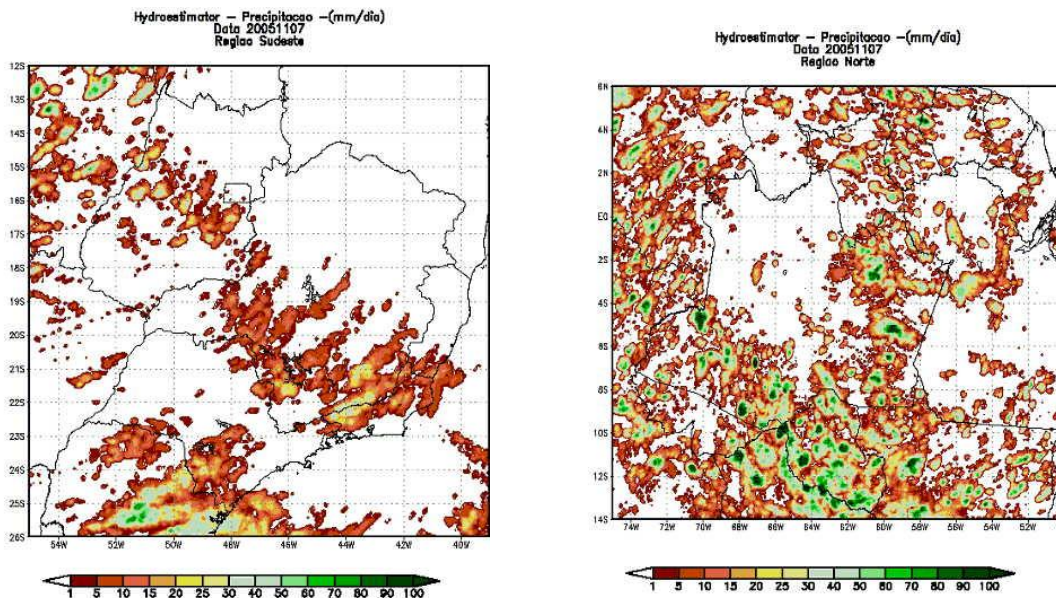 Hydroestimator – Precipitacao –(mm/dia)
Data 20051107
Regiao Sudeste
12S
13S
14S
15S
16S
17S
18S
19S
20S
21S
22S
23S
24S
25S
26S
54W 52W 50W 48W 46W 44W 42W 40W
1 5 10 15 20 25 30 40 50 60 70 80 90 100
Hydroestimator – Precipitacao –(mm/dia)
Data 20051107
Regiao Norte
6N
4N
2N
EQ
2S
4S
6S
8S
10S
12S
14S
74W 72W 70W 68W 66W 64W 62W 60W 58W 56W 54W 52W
1 5 10 15 20 25 30 40 50 60 70 80 90 100